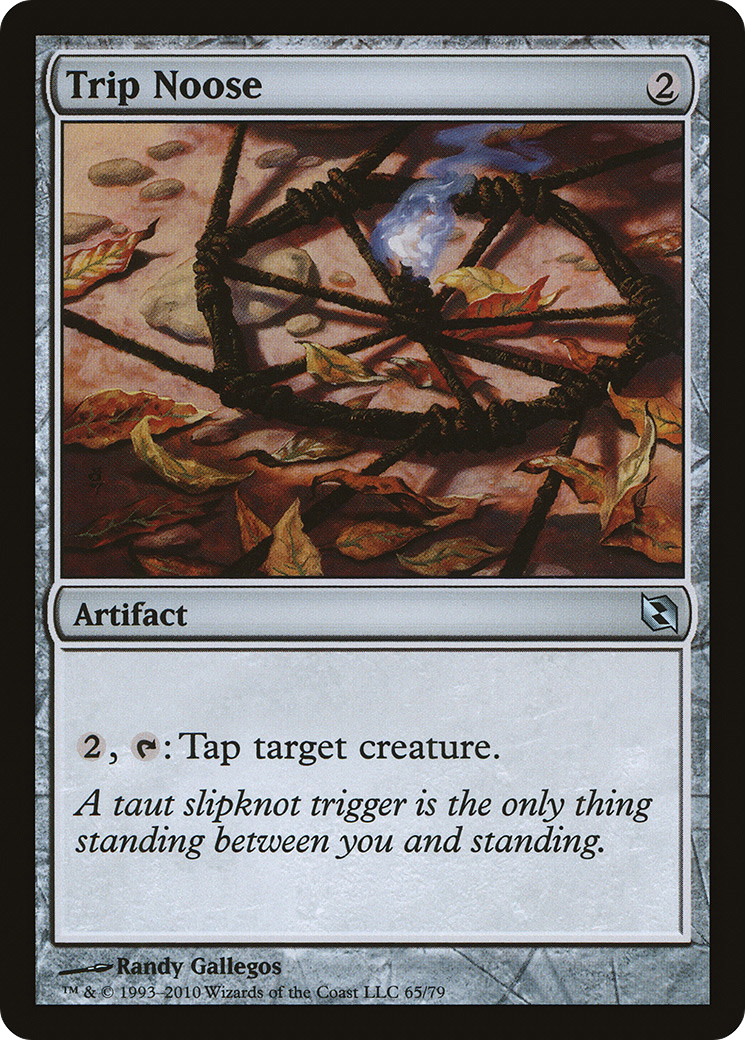 Trip Noose 2
Artifact
2, : Tap target creature.
A taut slipknot trigger is the only thing
standing between you and standing.
Randy Gallegos
™ & © 1993–2010 Wizards of the Coast LLC 65/79